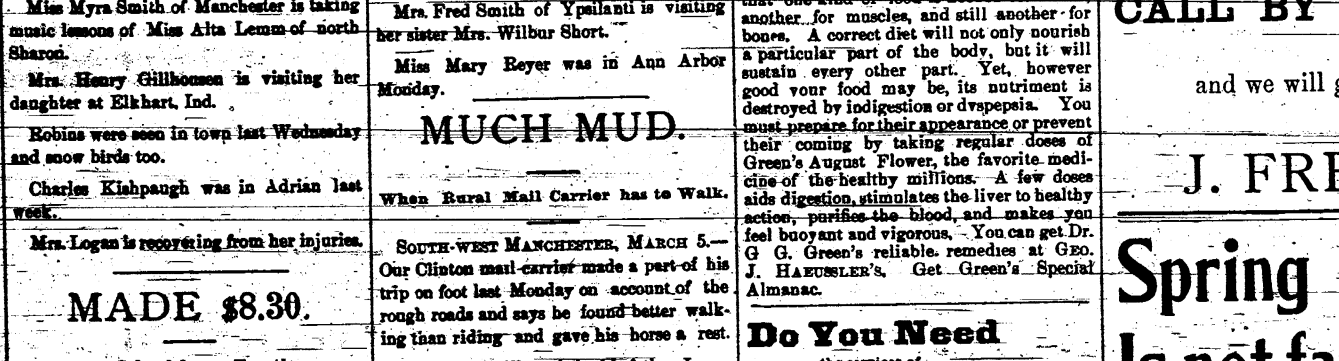 Miss Myra Smith of Manchester is taking
music lessons of Miss Alta Lemm of north
Sharon.
Mrs. Henry Gillhousen is visiting her
daughter at Elkhart, Ind.
Robins were seen in town last Wednesday
and snow birds too.
Charles Kishpaugh was in Adrian last
week.
Mrs. Logan is recovering from her injuries.
MADE $8.30.
Mrs. Fred Smith of Ypsilanti is visiting
her sister Mrs. Wilbur Short.
Miss Mary Reyer was in Ann Arbor
Monday.
MUCH MUD.
When Rural Mail Carrier has to Walk.
SOUTH-WEST MANCHESTER, MARCH 5.—
Our Clinton mail-carrier made a part of his
trip on foot last Monday on account of the
rough roads and says he found better walk-
ing than riding and gave his horse a rest.
another for muscles, and still another for
bones. A correct diet will not only nourish
a particular part of the body, but it will
sustain every other part. Yet, however
good your food may be, its nutriment is
destroyed by indigestion or dyspepsia. You
must prepare for their appearance or prevent
their coming by taking regular doses of
Green's August Flower, the favorite medi-
cine of the healthy millions. A few doses
aids digestion, stimulates the liver to healthy
action, purifies the blood, and makes you
feel buoyant and vigorous. You can get Dr.
G G. Green's reliable remedies at GEO.
J. HAEUSSLER'S. Get Green's Special
Almanac.
Do You Need
CALL BY
and we will
J. FRE
Spring
Is not fa